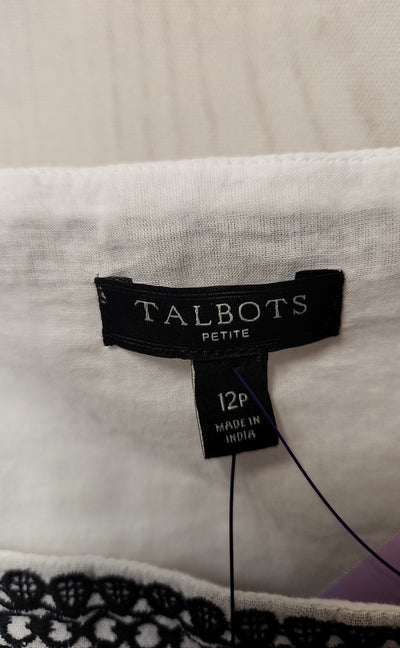 TALBOTS
PETITE
12P
MADE IN
INDIA